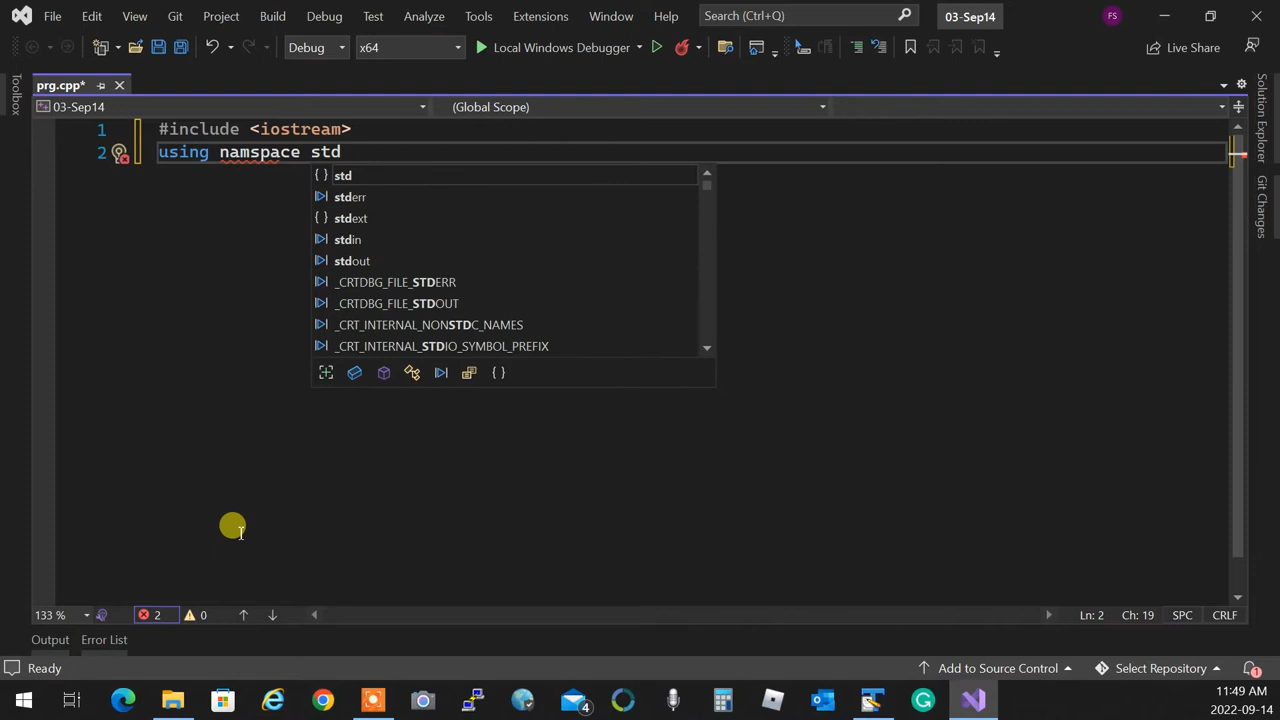 File Edit View Git Project Build Debug Test Analyze Tools Extensions Window Help Search (Ctrl+Q) 03-Sep14 FS
Debug x64 Local Windows Debugger Live Share
prg.cpp*
03-Sep14 (Global Scope)
1 #include <iostream>
2 using namspace std
{ } std
stderr
{ } stdext
stdin
stdout
_CRTDBG_FILE_STDERR
_CRTDBG_FILE_STDOUT
_CRT_INTERNAL_NONSTDC_NAMES
_CRT_INTERNAL_STDIO_SYMBOL_PREFIX
{ }
133 % 2 0 Ln: 2 Ch: 19 SPC CRLF
Output Error List
Ready Add to Source Control Select Repository 1
4 11:49 AM
2022-09-14
Toolbox
Solution Explorer
Git Changes